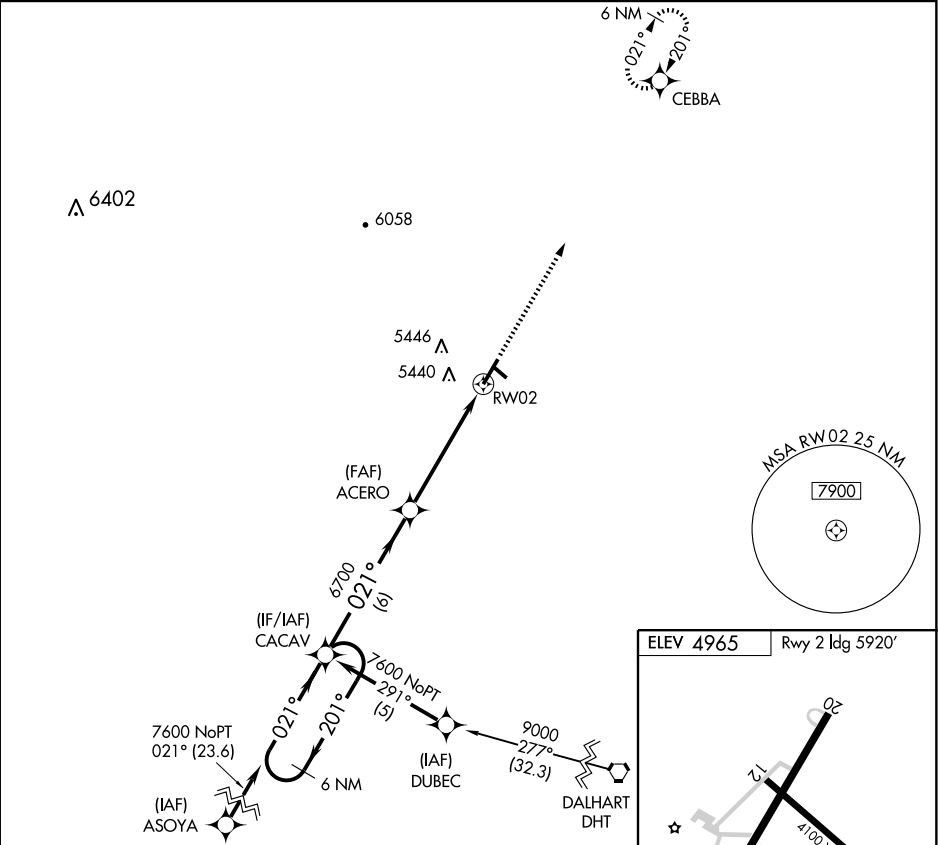 6 NM
021°
201°
CEBBA
6402
6058
5446
5440
RW02
MSA RW02 25 NM
7900
(FAF)
ACERO
6700
021°
(6)
(IF/IAF)
CACAV
7600 NoPT
291°
(5)
021°
201°
7600 NoPT
021° (23.6)
6 NM
(IAF)
DUBEC
9000
277°
(32.3)
DALHART
DHT
(IAF)
ASOYA
ELEV 4965
Rwy 2 ldg 5920'
20
12
4100